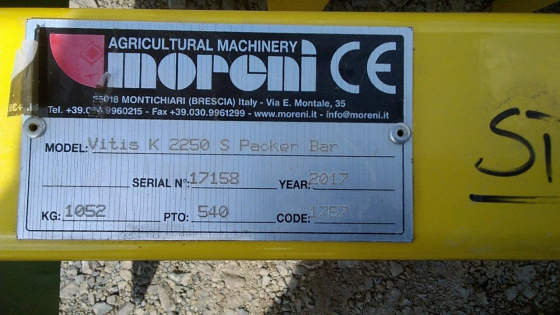 AGRICULTURAL MACHINERY
moreni CE
25018 MONTICHIARI (BRESCIA) Italy - Via E. Montale, 35
Tel. +39.030.9960215 - Fax +39.030.9961299 - www.moreni.it - info@moreni.it
MODEL: Vitis K 2250 S Packer Bar
SERIAL N°: 17158 YEAR: 2017
KG: 1052 PTO: 540 CODE: 1757